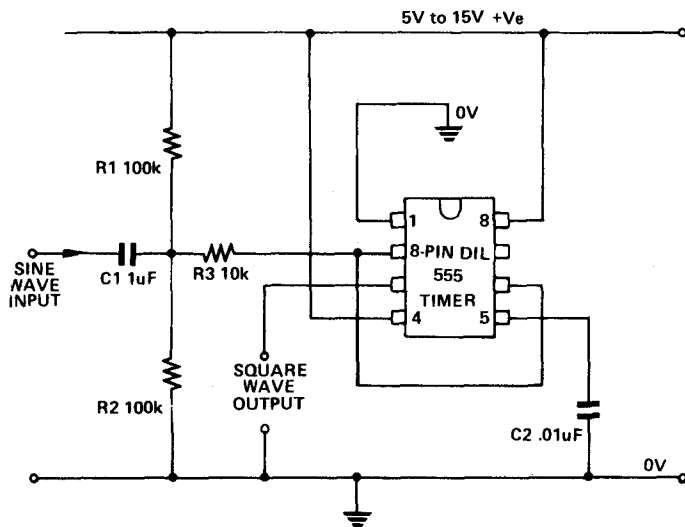 5V to 15V +Ve
0V
R1 100k
1 8
8-PIN DIL
SINE
WAVE
INPUT
C1 1uF
R3 10k
555
TIMER
4 5
SQUARE
WAVE
OUTPUT
R2 100k
C2 .01uF
0V